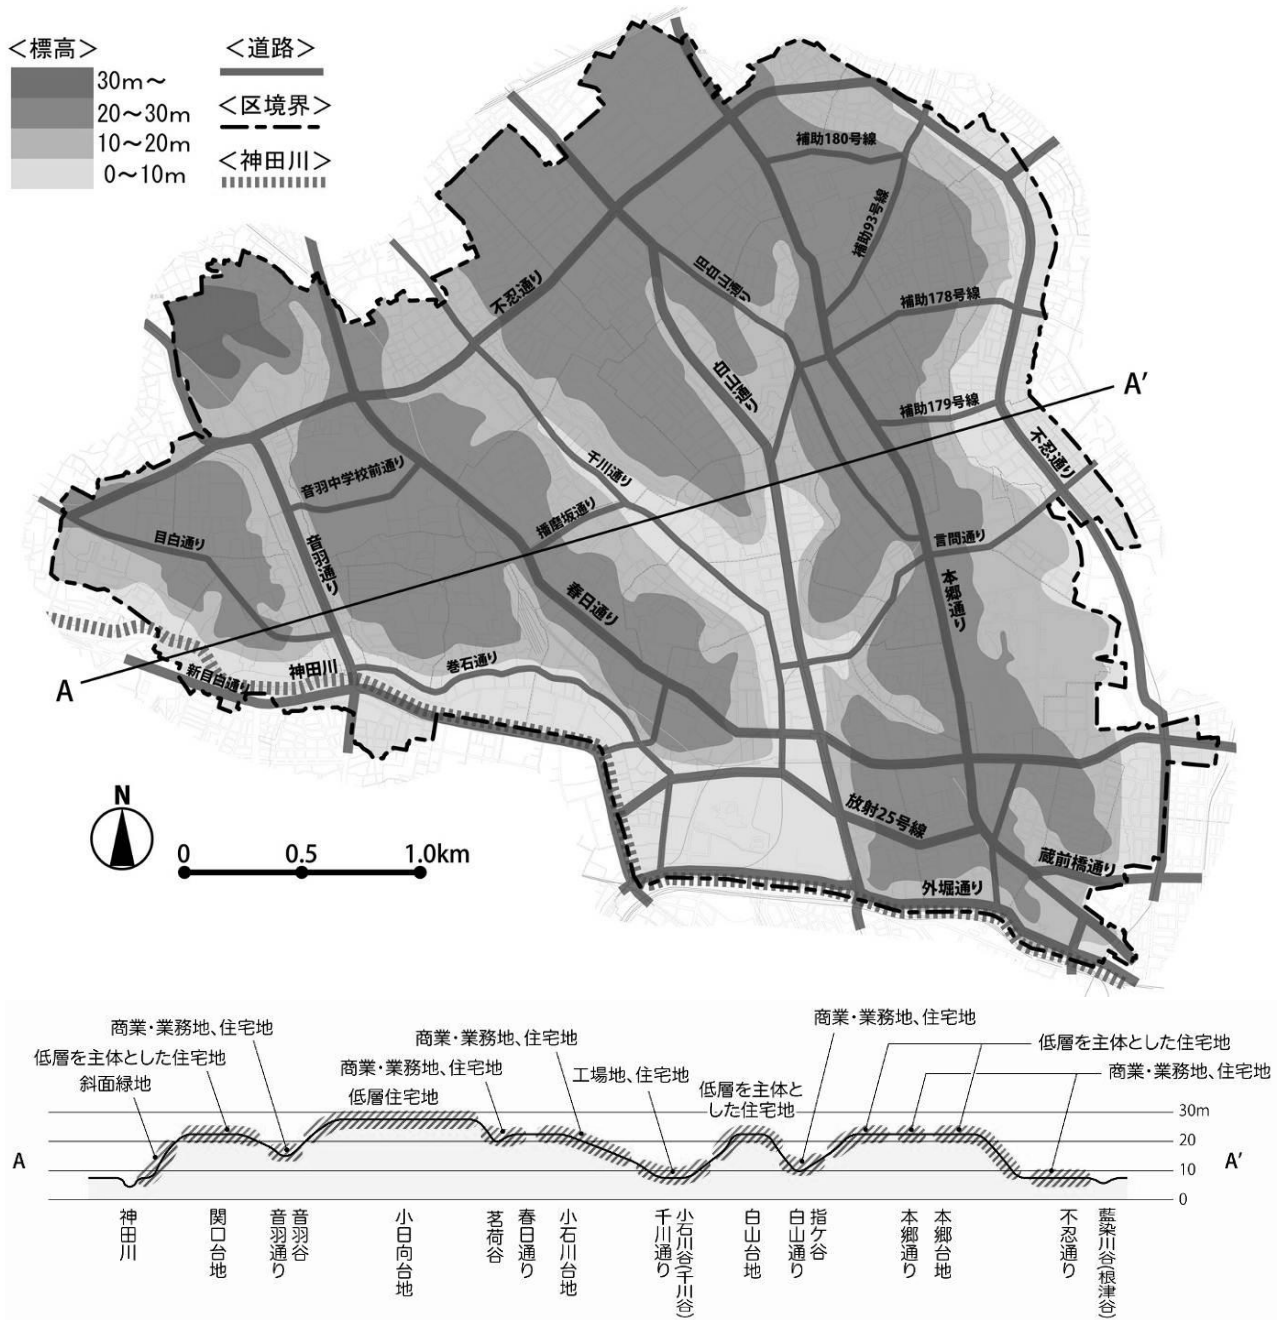 ＜標高＞
30m～
20～30m
10～20m
0～10m
＜道路＞
＜区境界＞
＜神田川＞
補助180号線
補助93号線
旧白山通り
不忍通り
補助178号線
白山通り
補助179号線
A’
不忍通り
千川通り
音羽中学校前通り
播磨坂通り
目白通り
音羽通り
言問通り
本郷通り
春日通り
巻石通り
神田川
新目白通り
A
N
0 0.5 1.0km
放射25号線
蔵前橋通り
外堀通り
商業・業務地、住宅地
低層を主体とした住宅地
斜面緑地
商業・業務地、住宅地
商業・業務地、住宅地
低層住宅地
工場地、住宅地
低層を主体と
した住宅地
商業・業務地、住宅地
低層を主体とした住宅地
商業・業務地、住宅地
30m
20
10
0
A
A’
神田川
関口台地
音羽通り
音羽谷
小日向台地
茗荷谷
春日通り
小石川台地
千川通り
小石川谷(千川谷)
白山台地
白山通り
指ケ谷
本郷通り
本郷台地
不忍通り
藍染川谷(根津谷)